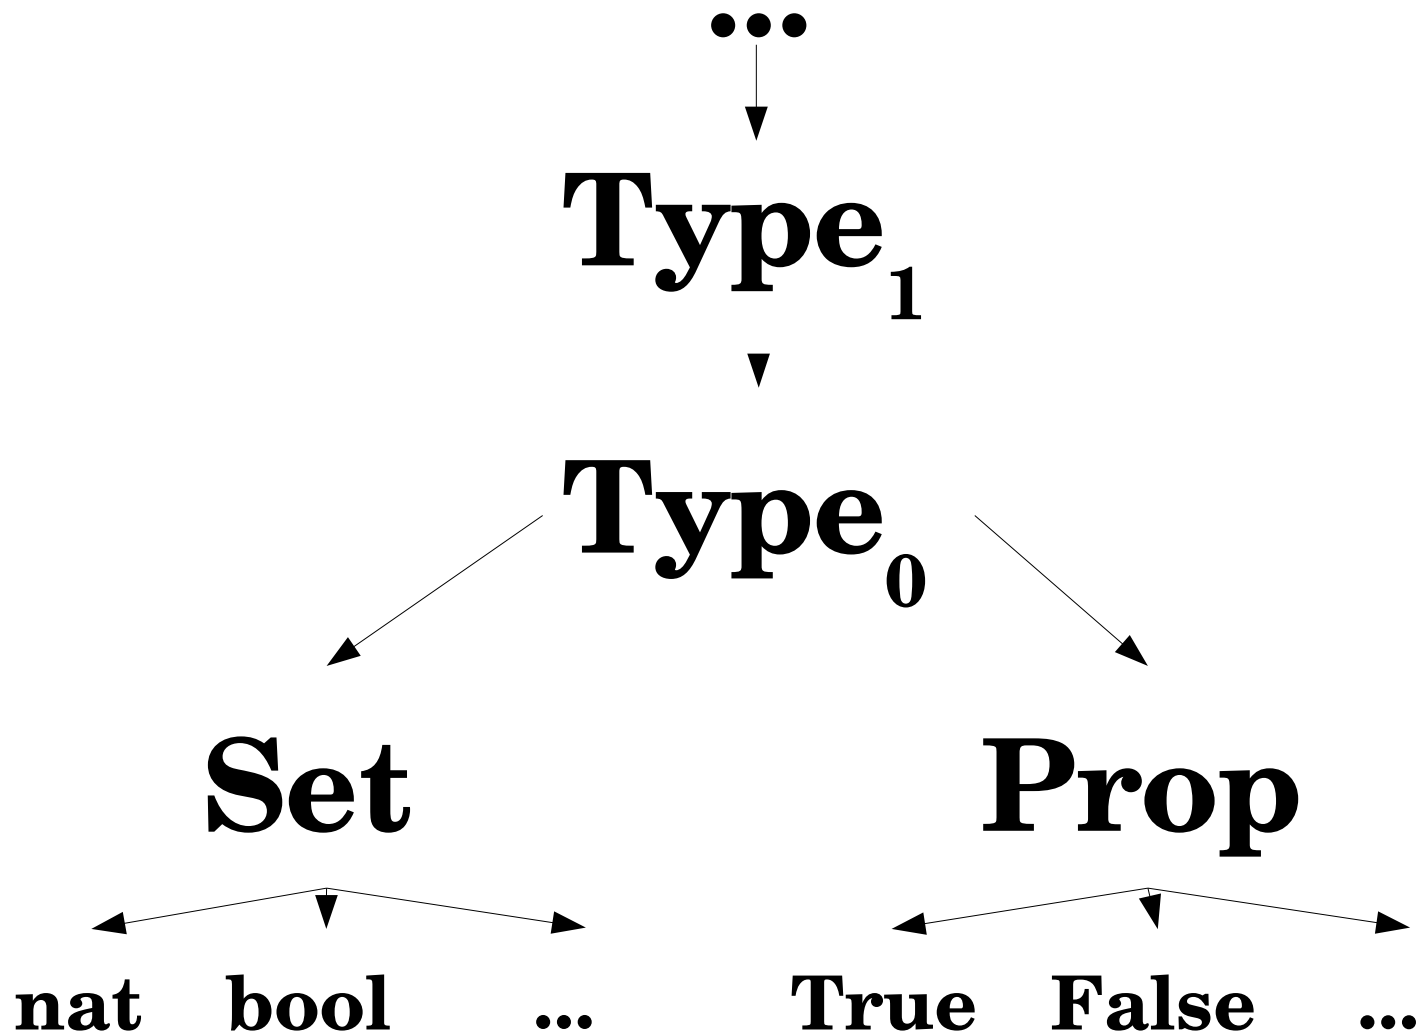 ...
Type1
Type0
Set Prop
nat bool ... True False ...